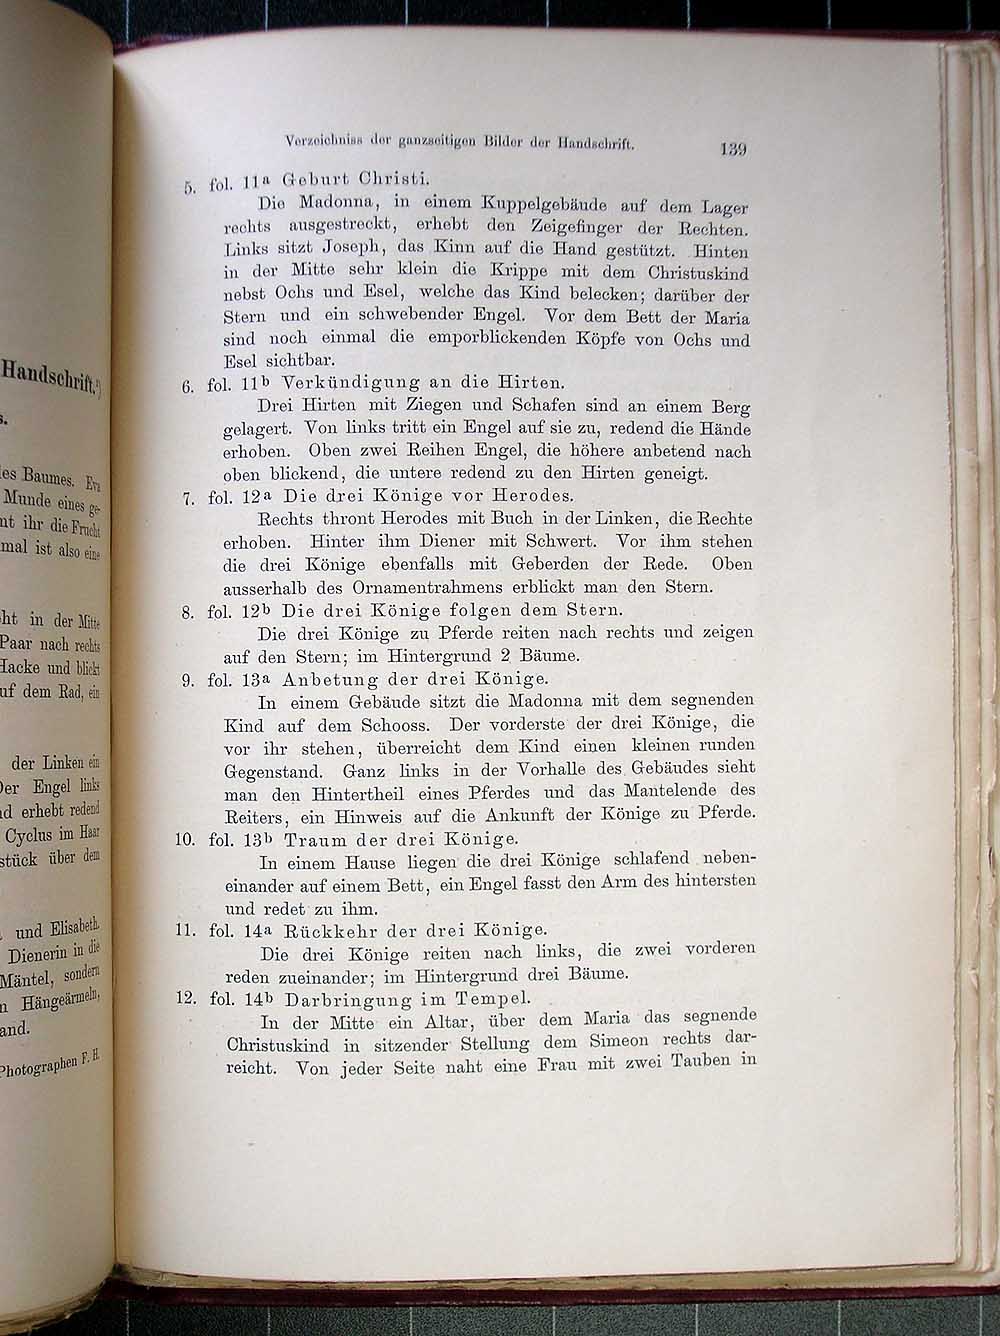 Handschrift.¹)
s.
les Baumes. Eva
Munde eines ge-
nt ihr die Frucht
mal ist also eine
ht in der Mitte
Paar nach rechts
Hacke und blickt
uf dem Rad, ein
der Linken ein
Der Engel links
nd erhebt redend
Cyclus im Haar
stück über dem
und Elisabeth.
Dienerin in die
Mäntel, sondern
n Hängeärmeln,
and.
Photographen F. H.
Verzeichniss der ganzseitigen Bilder der Handschrift. 139
5. fol. 11a Geburt Christi.
Die Madonna, in einem Kuppelgebäude auf dem Lager
rechts ausgestreckt, erhebt den Zeigefinger der Rechten.
Links sitzt Joseph, das Kinn auf die Hand gestützt. Hinten
in der Mitte sehr klein die Krippe mit dem Christuskind
nebst Ochs und Esel, welche das Kind belecken; darüber der
Stern und ein schwebender Engel. Vor dem Bett der Maria
sind noch einmal die emporblickenden Köpfe von Ochs und
Esel sichtbar.
6. fol. 11b Verkündigung an die Hirten.
Drei Hirten mit Ziegen und Schafen sind an einem Berg
gelagert. Von links tritt ein Engel auf sie zu, redend die Hände
erhoben. Oben zwei Reihen Engel, die höhere anbetend nach
oben blickend, die untere redend zu den Hirten geneigt.
7. fol. 12a Die drei Könige vor Herodes.
Rechts thront Herodes mit Buch in der Linken, die Rechte
erhoben. Hinter ihm Diener mit Schwert. Vor ihm stehen
die drei Könige ebenfalls mit Geberden der Rede. Oben
ausserhalb des Ornamentrahmens erblickt man den Stern.
8. fol. 12b Die drei Könige folgen dem Stern.
Die drei Könige zu Pferde reiten nach rechts und zeigen
auf den Stern; im Hintergrund 2 Bäume.
9. fol. 13a Anbetung der drei Könige.
In einem Gebäude sitzt die Madonna mit dem segnenden
Kind auf dem Schooss. Der vorderste der drei Könige, die
vor ihr stehen, überreicht dem Kind einen kleinen runden
Gegenstand. Ganz links in der Vorhalle des Gebäudes sieht
man den Hintertheil eines Pferdes und das Mantelende des
Reiters, ein Hinweis auf die Ankunft der Könige zu Pferde.
10. fol. 13b Traum der drei Könige.
In einem Hause liegen die drei Könige schlafend neben-
einander auf einem Bett, ein Engel fasst den Arm des hintersten
und redet zu ihm.
11. fol. 14a Rückkehr der drei Könige.
Die drei Könige reiten nach links, die zwei vorderen
reden zueinander; im Hintergrund drei Bäume.
12. fol. 14b Darbringung im Tempel.
In der Mitte ein Altar, über dem Maria das segnende
Christuskind in sitzender Stellung dem Simeon rechts dar-
reicht. Von jeder Seite naht eine Frau mit zwei Tauben in